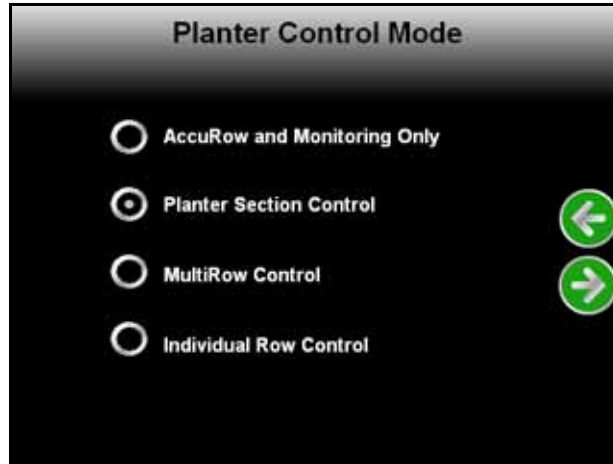 Planter Control Mode
AccuRow and Monitoring Only
Planter Section Control
MultiRow Control
Individual Row Control